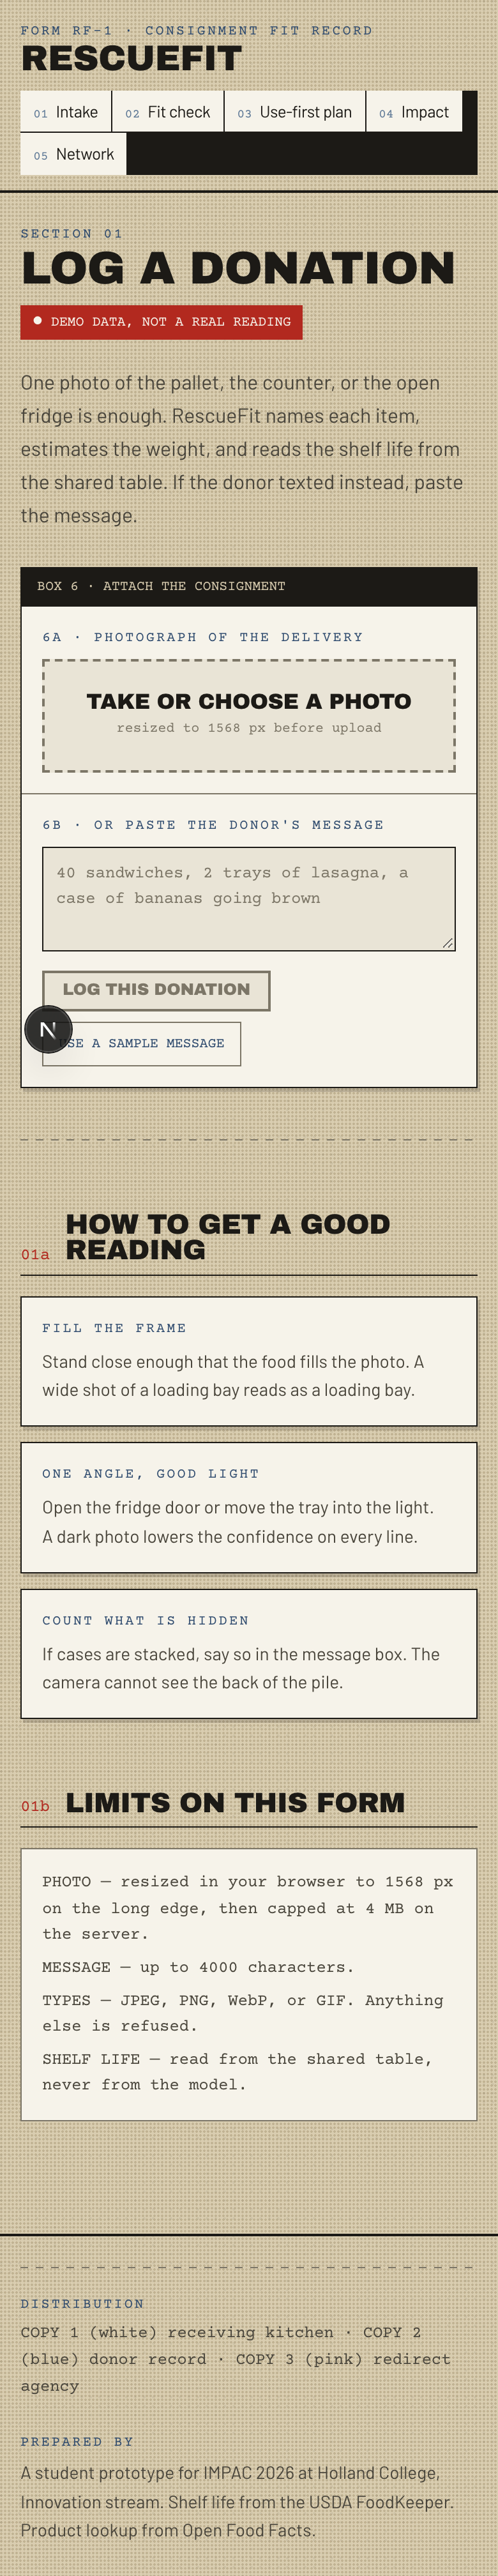 FORM RF-1 · CONSIGNMENT FIT RECORD
RESCUEFIT
01 Intake
02 Fit check
03 Use-first plan
04 Impact
05 Network
SECTION 01
LOG A DONATION
DEMO DATA, NOT A REAL READING
One photo of the pallet, the counter, or the open
fridge is enough. RescueFit names each item,
estimates the weight, and reads the shelf life from
the shared table. If the donor texted instead, paste
the message.
BOX 6 · ATTACH THE CONSIGNMENT
6A · PHOTOGRAPH OF THE DELIVERY
TAKE OR CHOOSE A PHOTO
resized to 1568 px before upload
6B · OR PASTE THE DONOR'S MESSAGE
40 sandwiches, 2 trays of lasagna, a
case of bananas going brown
LOG THIS DONATION
N
USE A SAMPLE MESSAGE
01a HOW TO GET A GOOD
READING
FILL THE FRAME
Stand close enough that the food fills the photo. A
wide shot of a loading bay reads as a loading bay.
ONE ANGLE, GOOD LIGHT
Open the fridge door or move the tray into the light.
A dark photo lowers the confidence on every line.
COUNT WHAT IS HIDDEN
If cases are stacked, say so in the message box. The
camera cannot see the back of the pile.
01b LIMITS ON THIS FORM
PHOTO — resized in your browser to 1568 px
on the long edge, then capped at 4 MB on
the server.
MESSAGE — up to 4000 characters.
TYPES — JPEG, PNG, WebP, or GIF. Anything
else is refused.
SHELF LIFE — read from the shared table,
never from the model.
DISTRIBUTION
COPY 1 (white) receiving kitchen · COPY 2
(blue) donor record · COPY 3 (pink) redirect
agency
PREPARED BY
A student prototype for IMPAC 2026 at Holland College,
Innovation stream. Shelf life from the USDA FoodKeeper.
Product lookup from Open Food Facts.